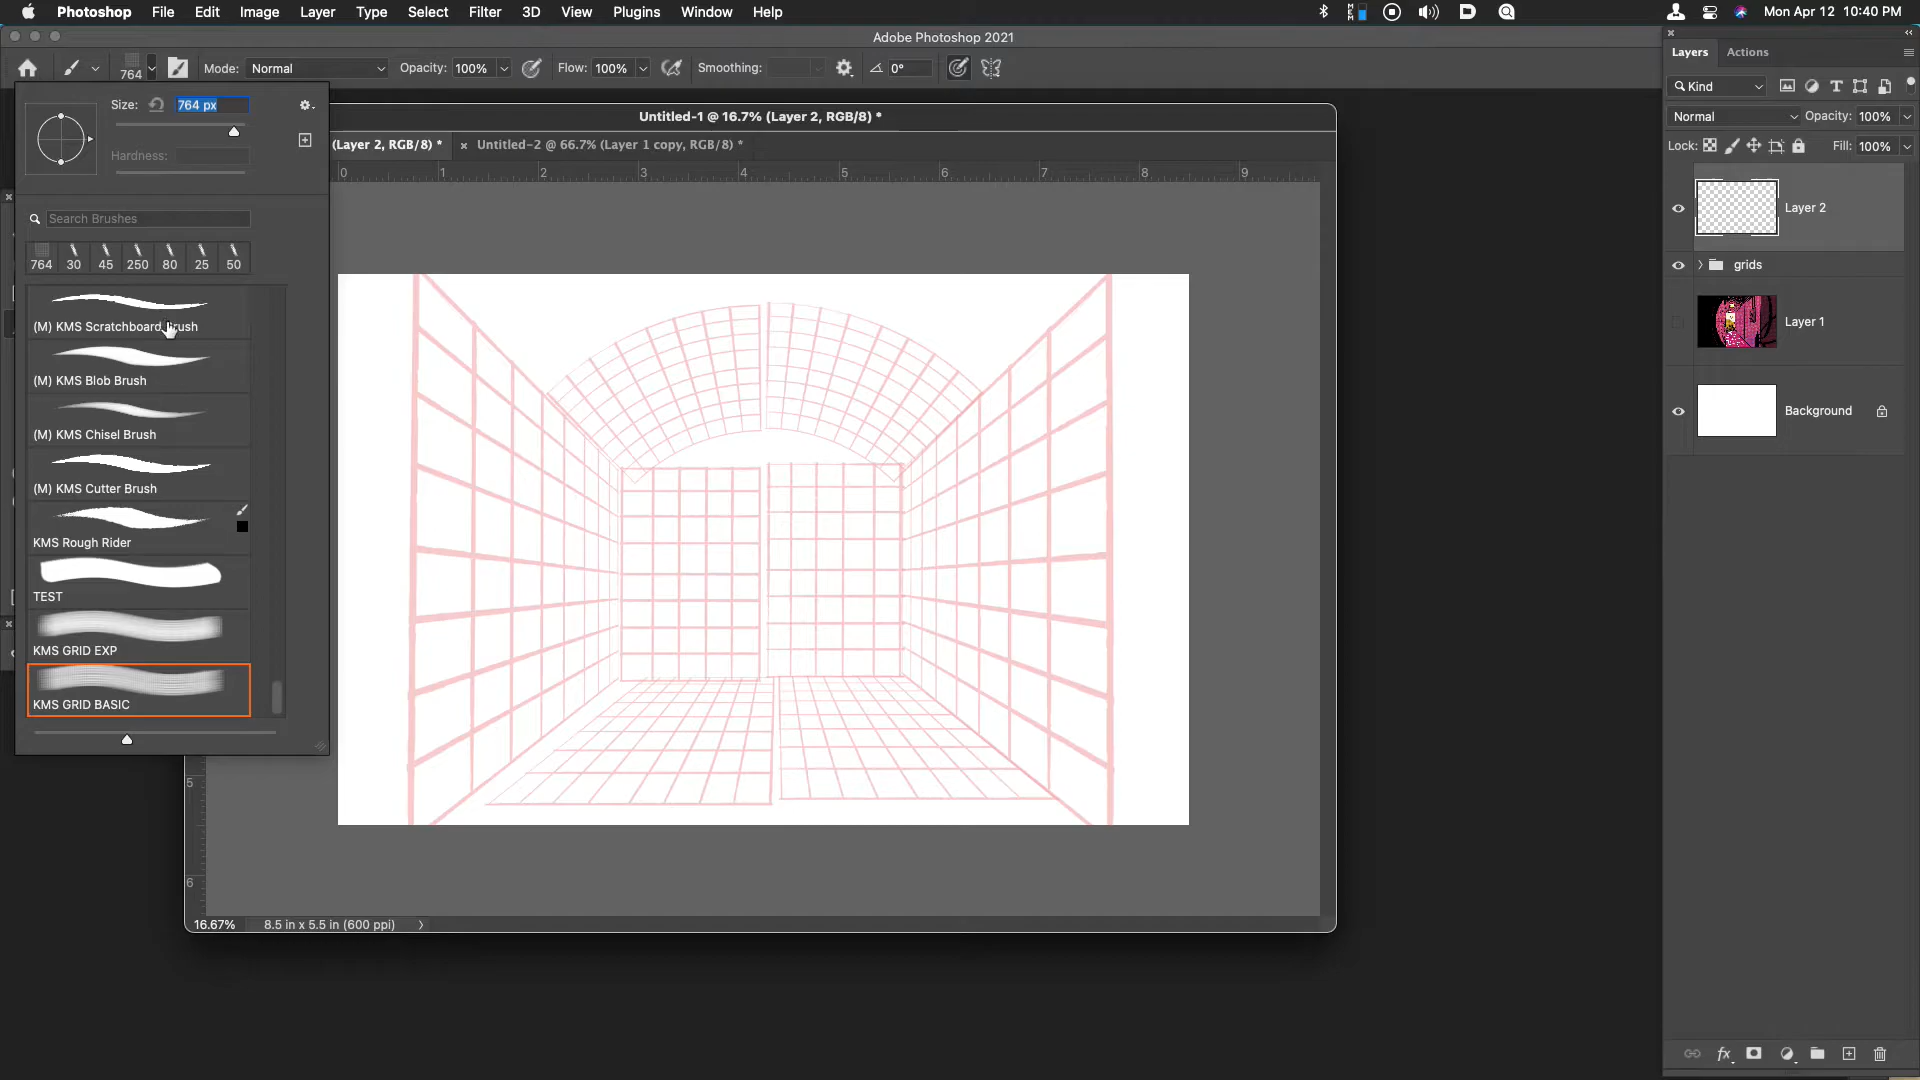 Photoshop File Edit Image Layer Type Select Filter 3D View Plugins Window Help Mon Apr 12 10:40 PM
Adobe Photoshop 2021
764 Mode: Normal Opacity: 100% Flow: 100% Smoothing: 0°
Size: 764 px
Hardness:
Search Brushes
764 30 45 250 80 25 50
(M) KMS Scratchboard Brush
(M) KMS Blob Brush
(M) KMS Chisel Brush
(M) KMS Cutter Brush
KMS Rough Rider
TEST
KMS GRID EXP
KMS GRID BASIC
Untitled-1 @ 16.7% (Layer 2, RGB/8) *
(Layer 2, RGB/8) * Untitled-2 @ 66.7% (Layer 1 copy, RGB/8) *
0 1 2 3 4 5 6 7 8 9
5
6
16.67% 8.5 in x 5.5 in (600 ppi)
Layers Actions
Kind
Normal Opacity: 100%
Lock: Fill: 100%
Layer 2
grids
Layer 1
Background
fx